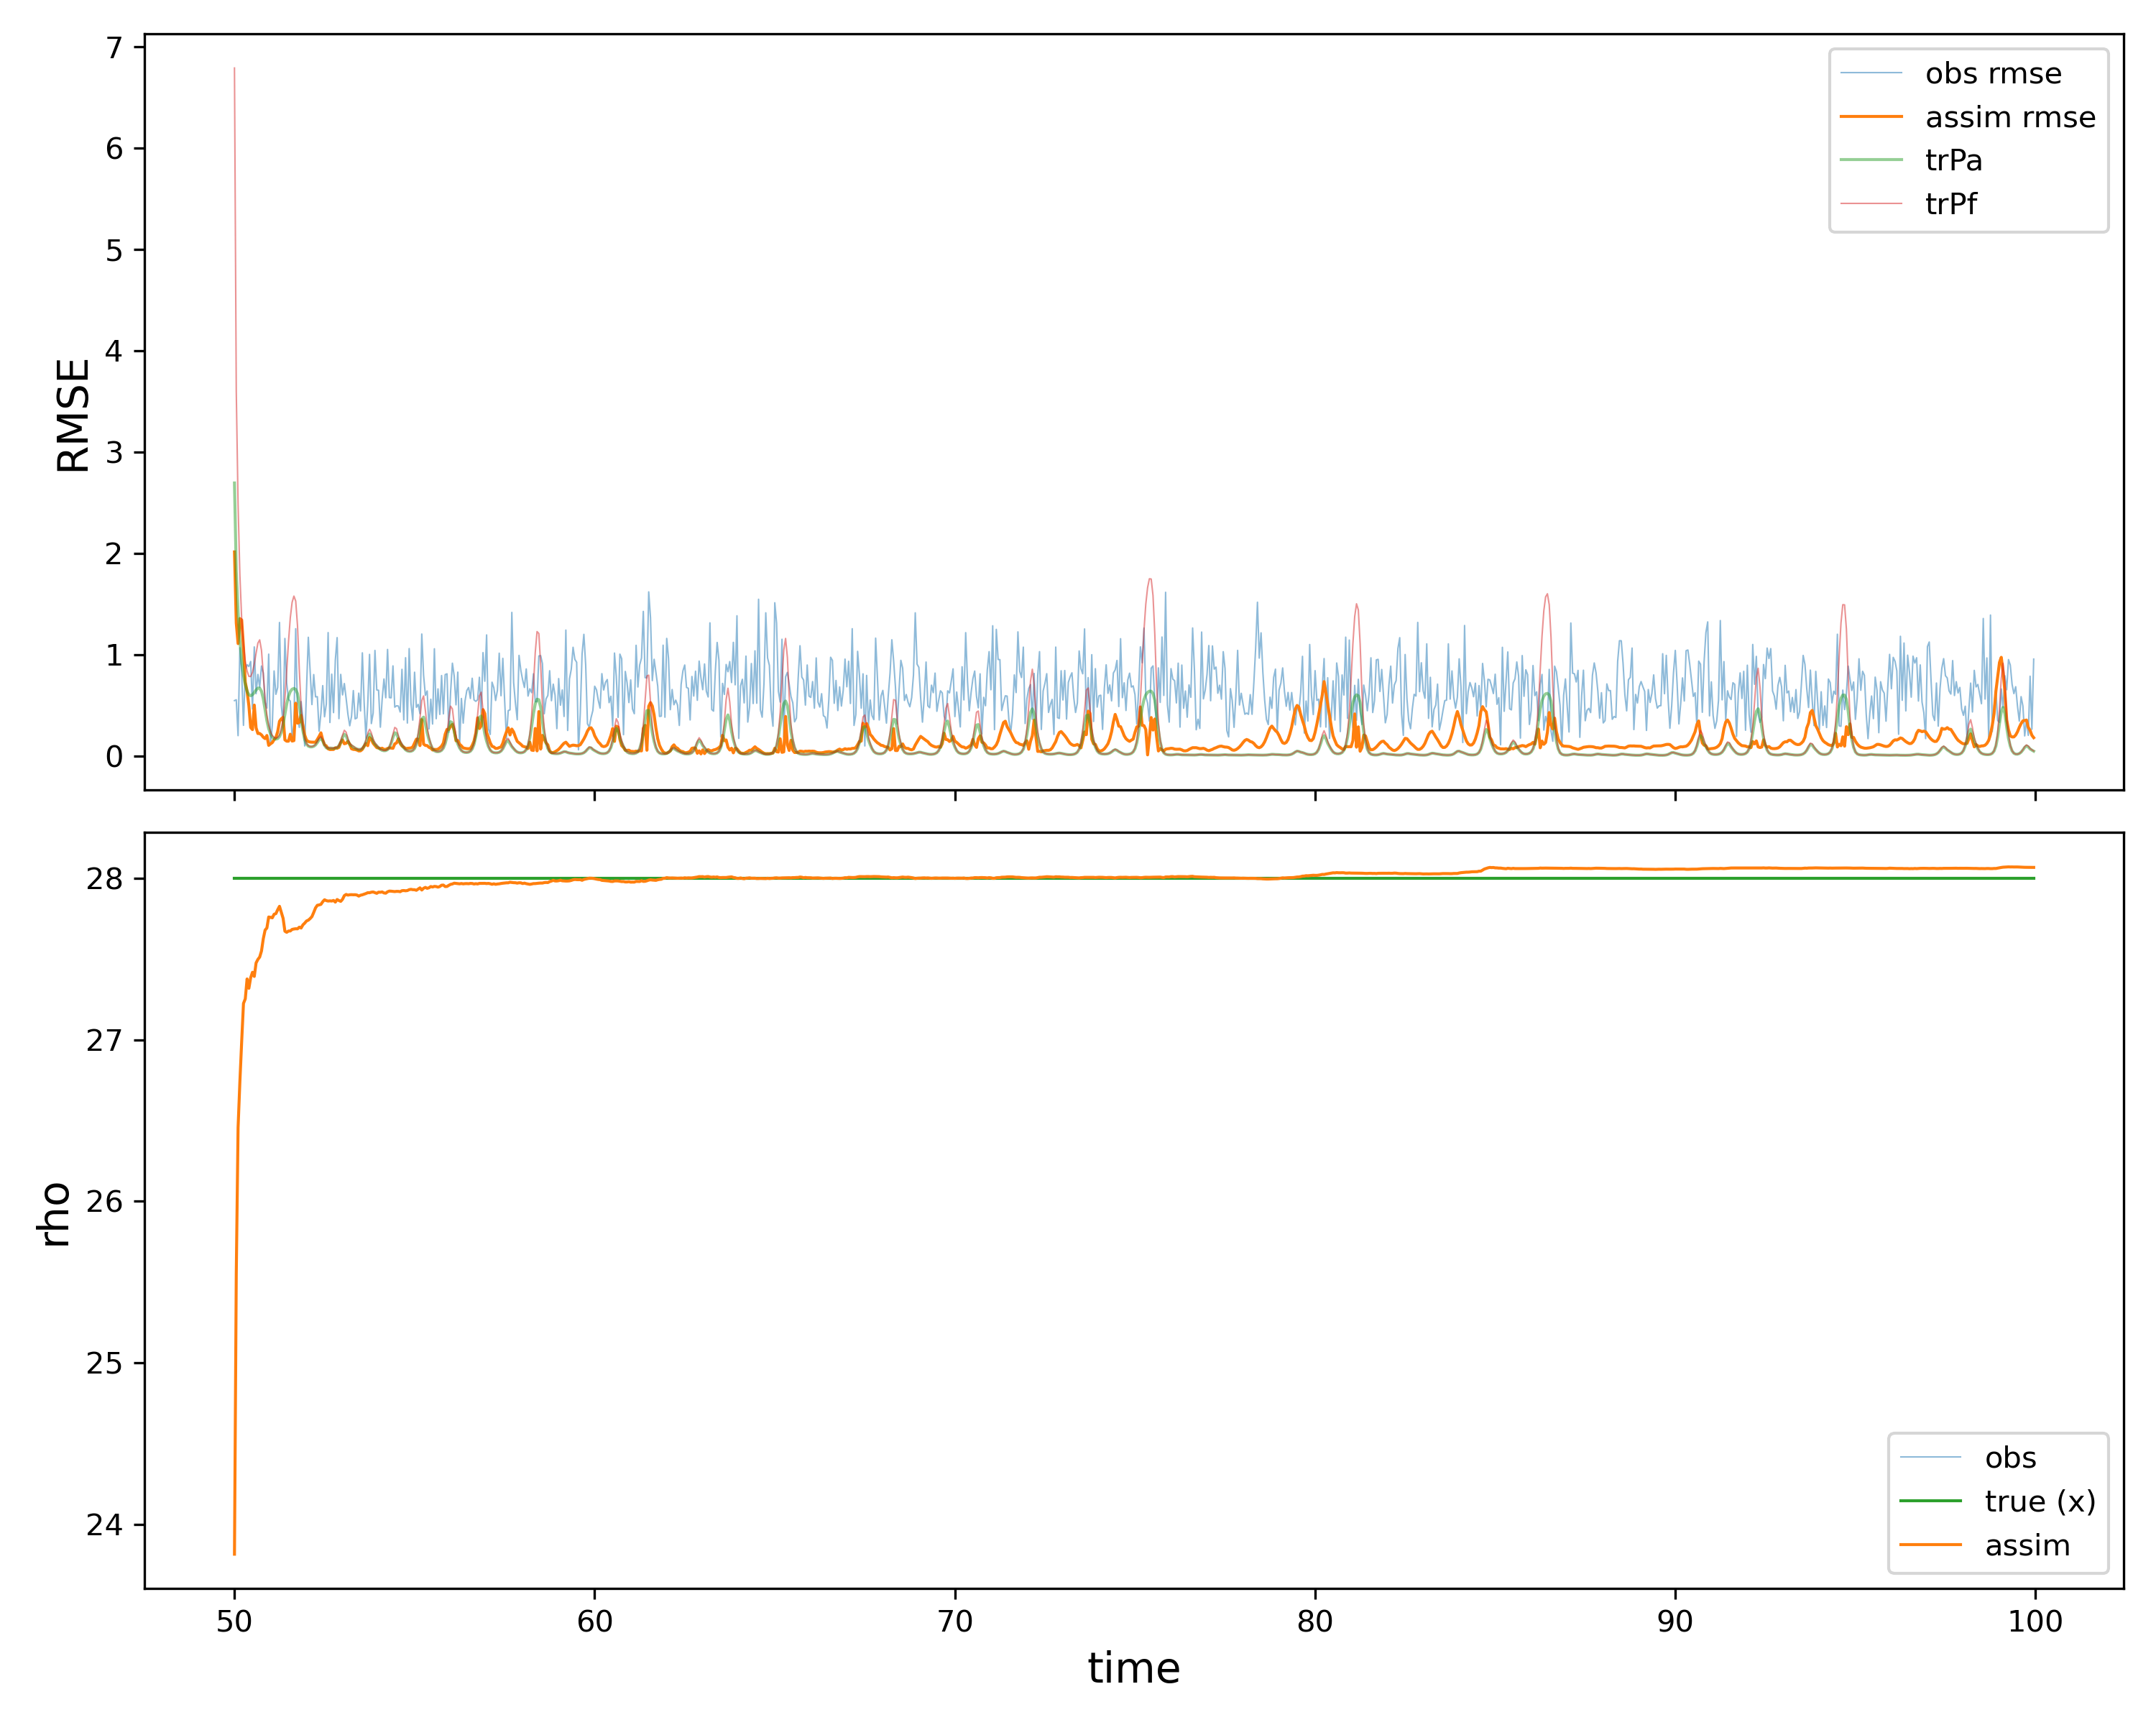 7
6
5
4
3
2
1
0
RMSE
obs rmse
assim rmse
trPa
trPf
28
27
26
25
24
rho
obs
true (x)
assim
50 60 70 80 90 100
time